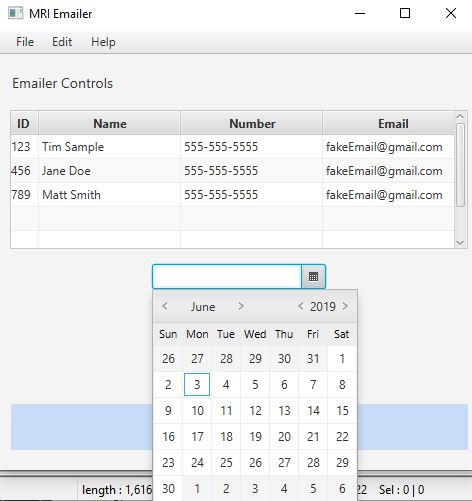 MRI Emailer
File Edit Help
Emailer Controls
ID Name Number Email
123 Tim Sample 555-555-5555 fakeEmail@gmail.com
456 Jane Doe 555-555-5555 fakeEmail@gmail.com
789 Matt Smith 555-555-5555 fakeEmail@gmail.com
< June > < 2019 >
Sun Mon Tue Wed Thu Fri Sat
26 27 28 29 30 31 1
2 3 4 5 6 7 8
9 10 11 12 13 14 15
16 17 18 19 20 21 22
23 24 25 26 27 28 29
30 1 2 3 4 5 6
length : 1,616 22 Sel : 0 | 0